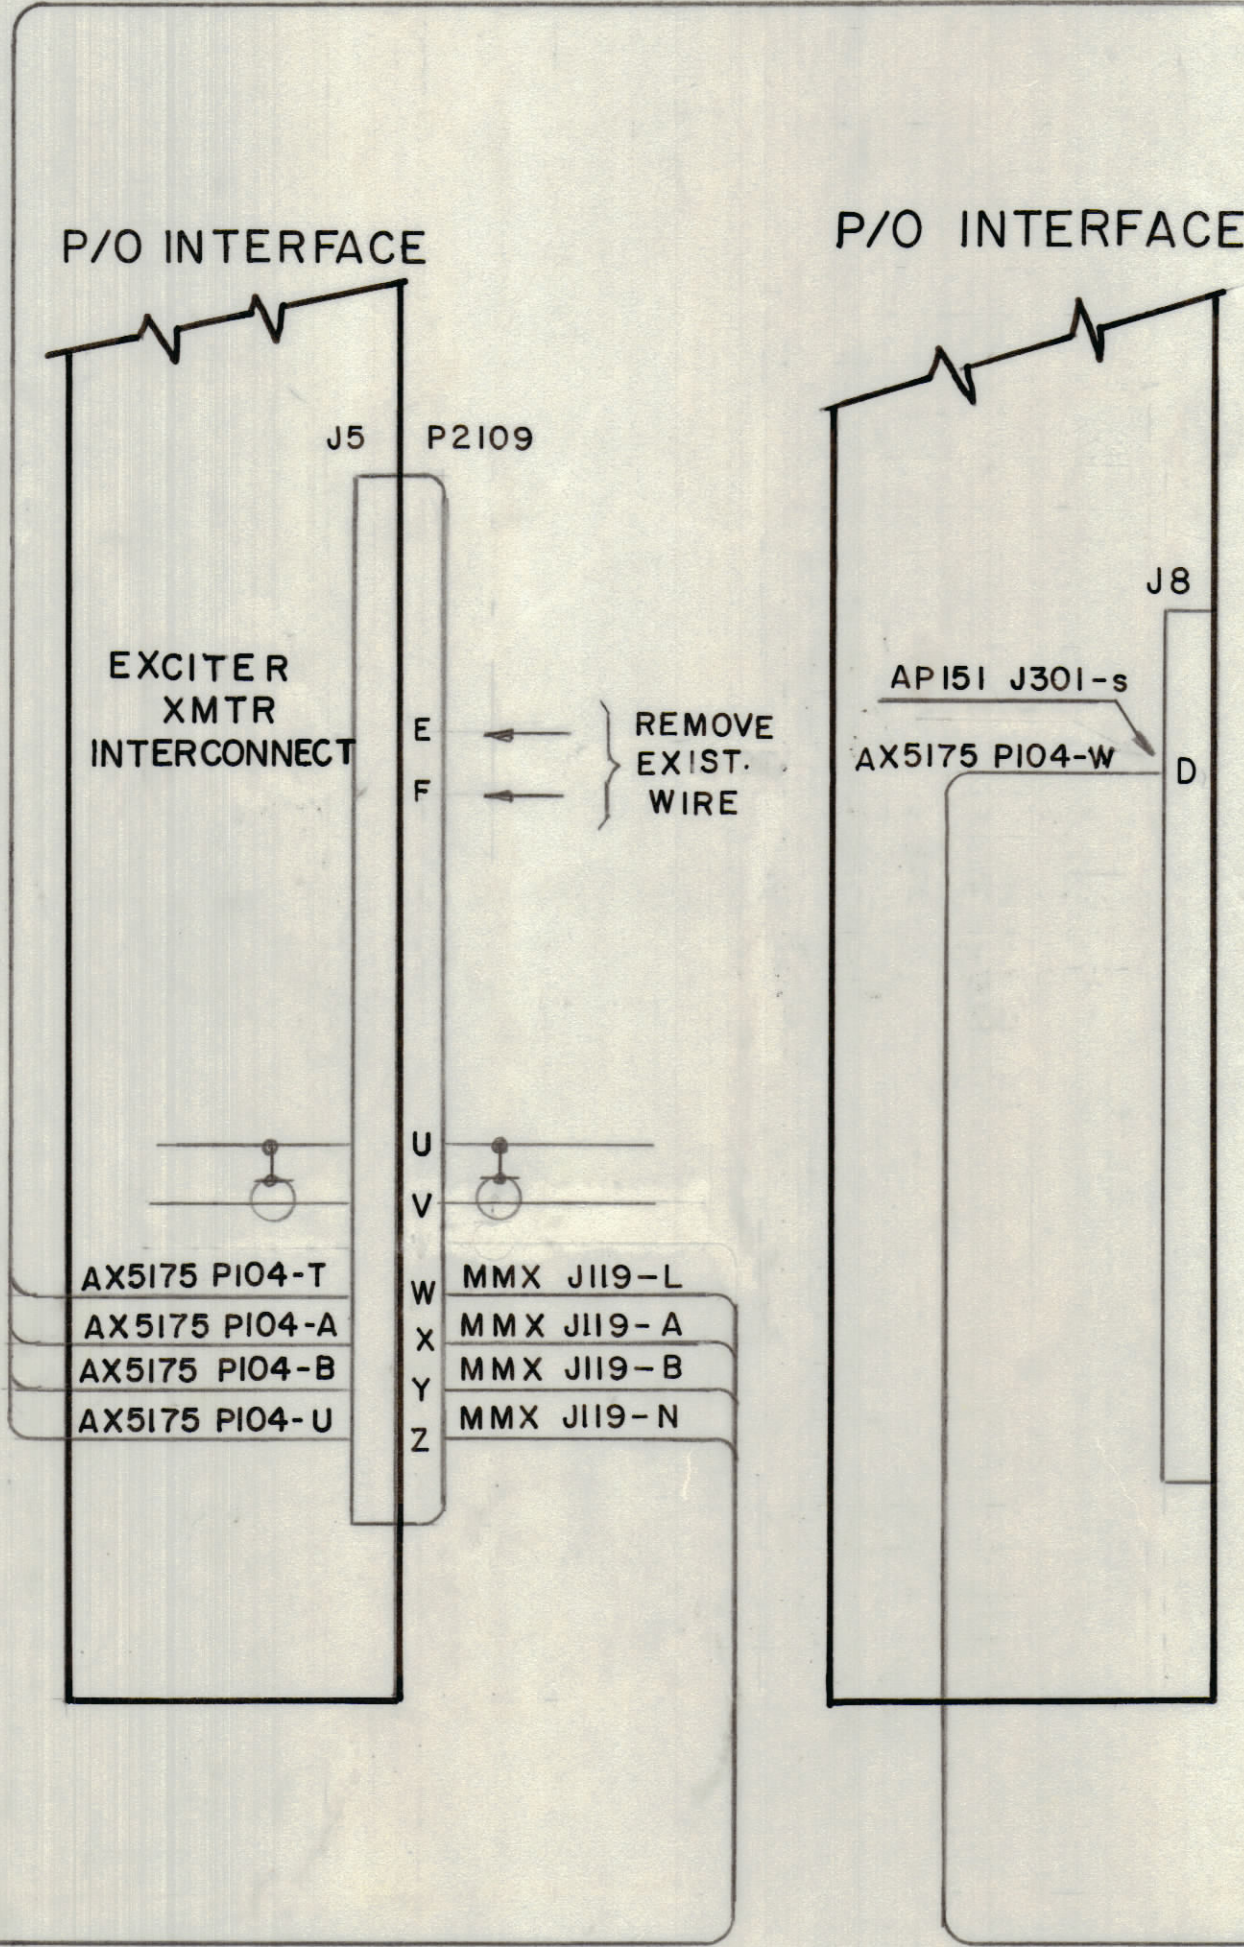 P/O INTERFACE
J5
P2109
EXCITER
XMTR
INTERCONNECT
E
F
REMOVE
EXIST.
WIRE
U
V
AX5175 P104-T
W
MMX J119-L
AX5175 P104-A
X
MMX J119-A
AX5175 P104-B
Y
MMX J119-B
AX5175 P104-U
Z
MMX J119-N
P/O INTERFACE
J8
AP151 J301-s
AX5175 P104-W
D